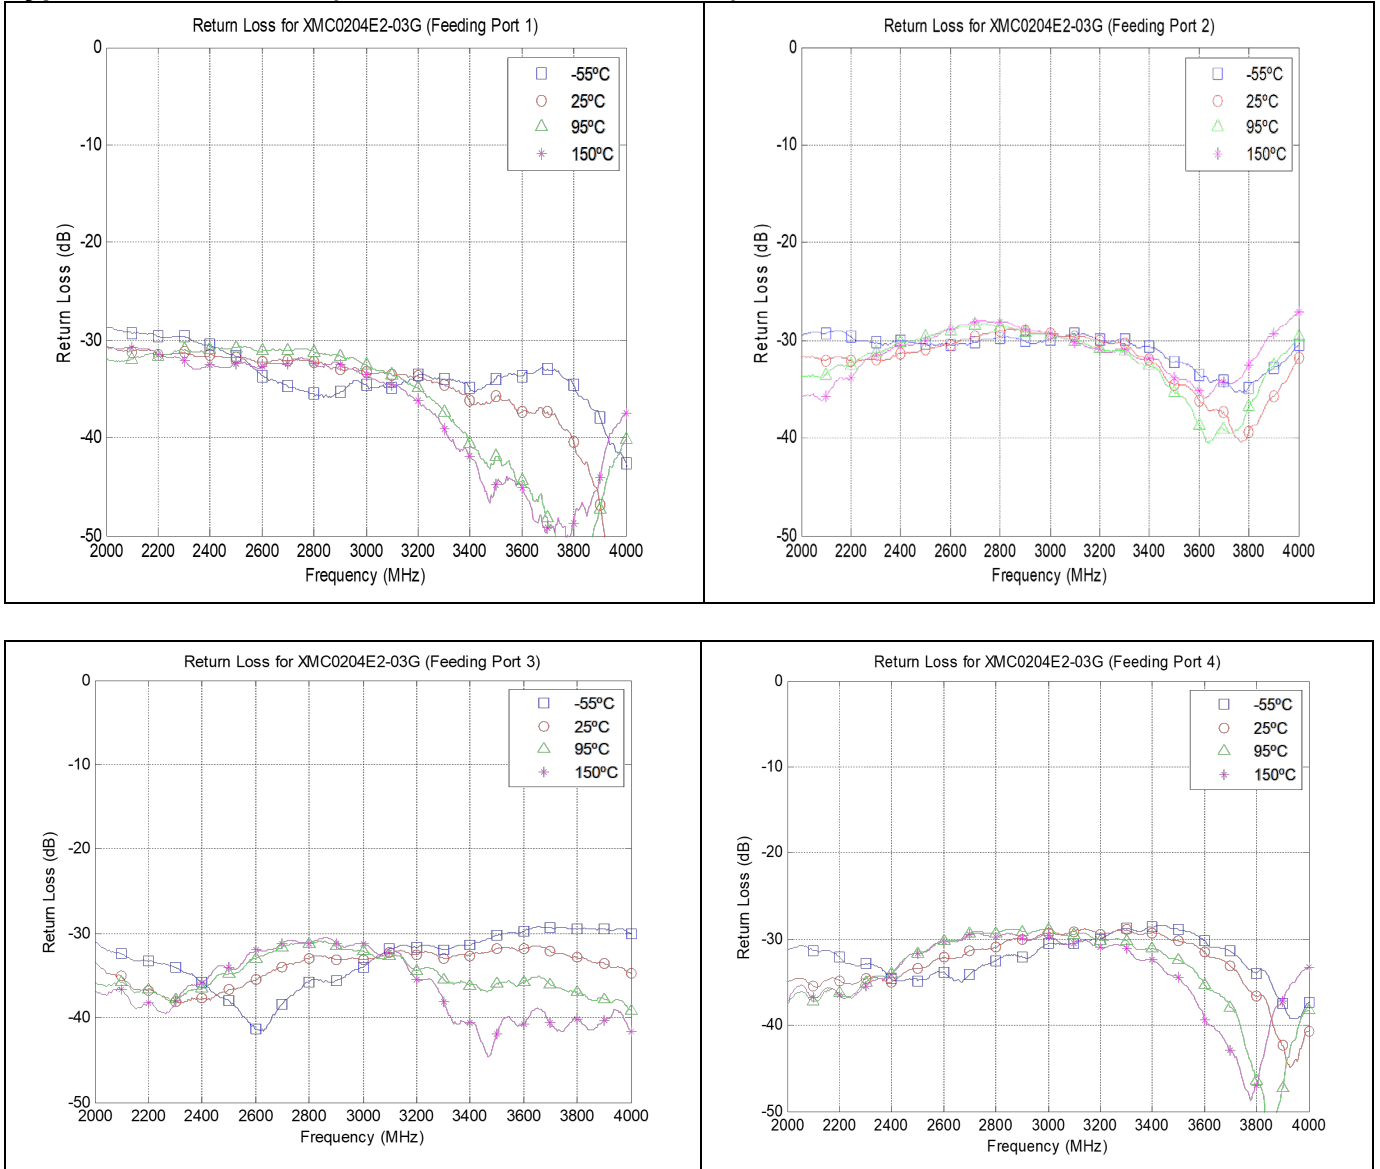 Return Loss for XMC0204E2-03G (Feeding Port 1)
0
-10
-20
-30
-40
-50
Return Loss (dB)
-55ºC
25ºC
95ºC
150ºC
2000 2200 2400 2600 2800 3000 3200 3400 3600 3800 4000
Frequency (MHz)
Return Loss for XMC0204E2-03G (Feeding Port 2)
0
-10
-20
-30
-40
-50
Return Loss (dB)
-55ºC
25ºC
95ºC
150ºC
2000 2200 2400 2600 2800 3000 3200 3400 3600 3800 4000
Frequency (MHz)
Return Loss for XMC0204E2-03G (Feeding Port 3)
0
-10
-20
-30
-40
-50
Return Loss (dB)
-55ºC
25ºC
95ºC
150ºC
2000 2200 2400 2600 2800 3000 3200 3400 3600 3800 4000
Frequency (MHz)
Return Loss for XMC0204E2-03G (Feeding Port 4)
0
-10
-20
-30
-40
-50
Return Loss (dB)
-55ºC
25ºC
95ºC
150ºC
2000 2200 2400 2600 2800 3000 3200 3400 3600 3800 4000
Frequency (MHz)